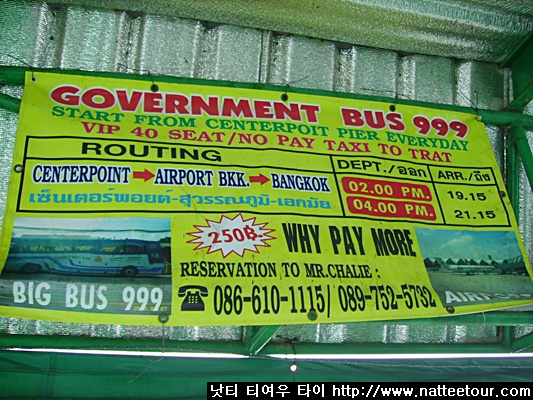 GOVERNMENT BUS 999
START FROM CENTERPOIT PIER EVERYDAY
VIP 40 SEAT/NO PAY TAXI TO TRAT
ROUTING DEPT./ออก ARR./ถึง
CENTERPOINT → AIRPORT BKK. → BANGKOK 02.00 PM. 19.15
เซ็นเตอร์พอยต์-สุวรรณภูมิ-เอกมัย 04.00 PM. 21.15
250฿. WHY PAY MORE
RESERVATION TO MR.CHALIE :
BIG BUS 999 ☎ 086-610-1115/ 089-752-5792
낫티 티여우 타이 http://www.natteetour.com/